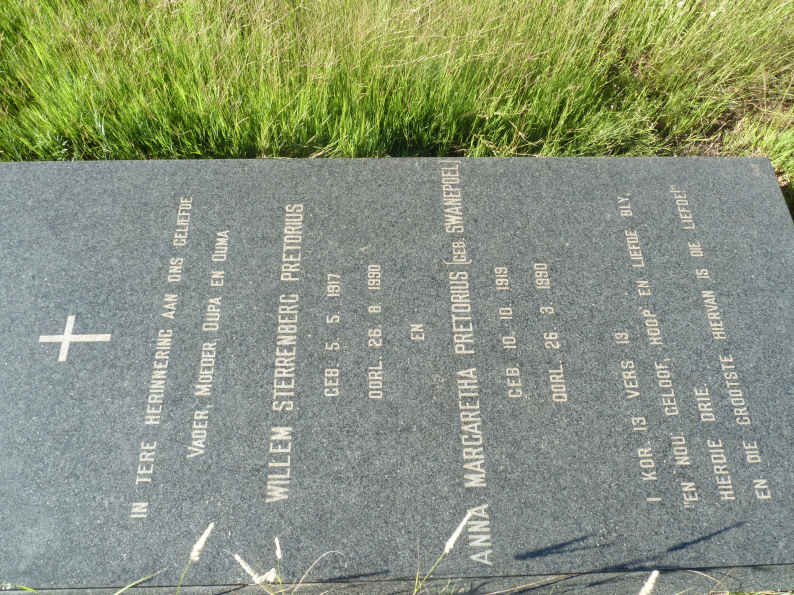 IN TERE HERINNERING AAN ONS GELIEFDE
VADER, MOEDER, OUPA EN OUMA
WILLEM STERRENBERG PRETORIUS
GEB. 5. 5. 1917
OORL. 26. 8. 1990
EN
ANNA MARGARETHA PRETORIUS (GEB. SWANEPOEL)
GEB. 10. 10. 1919
OORL. 26. 3. 1990
I KOR 13 VERS 13.
"EN NOU, GELOOF, HOOP EN LIEFDE BLY,
HIERDIE DRIE.
EN DIE GROOTSTE HIERVAN IS DIE LIEFDE!"